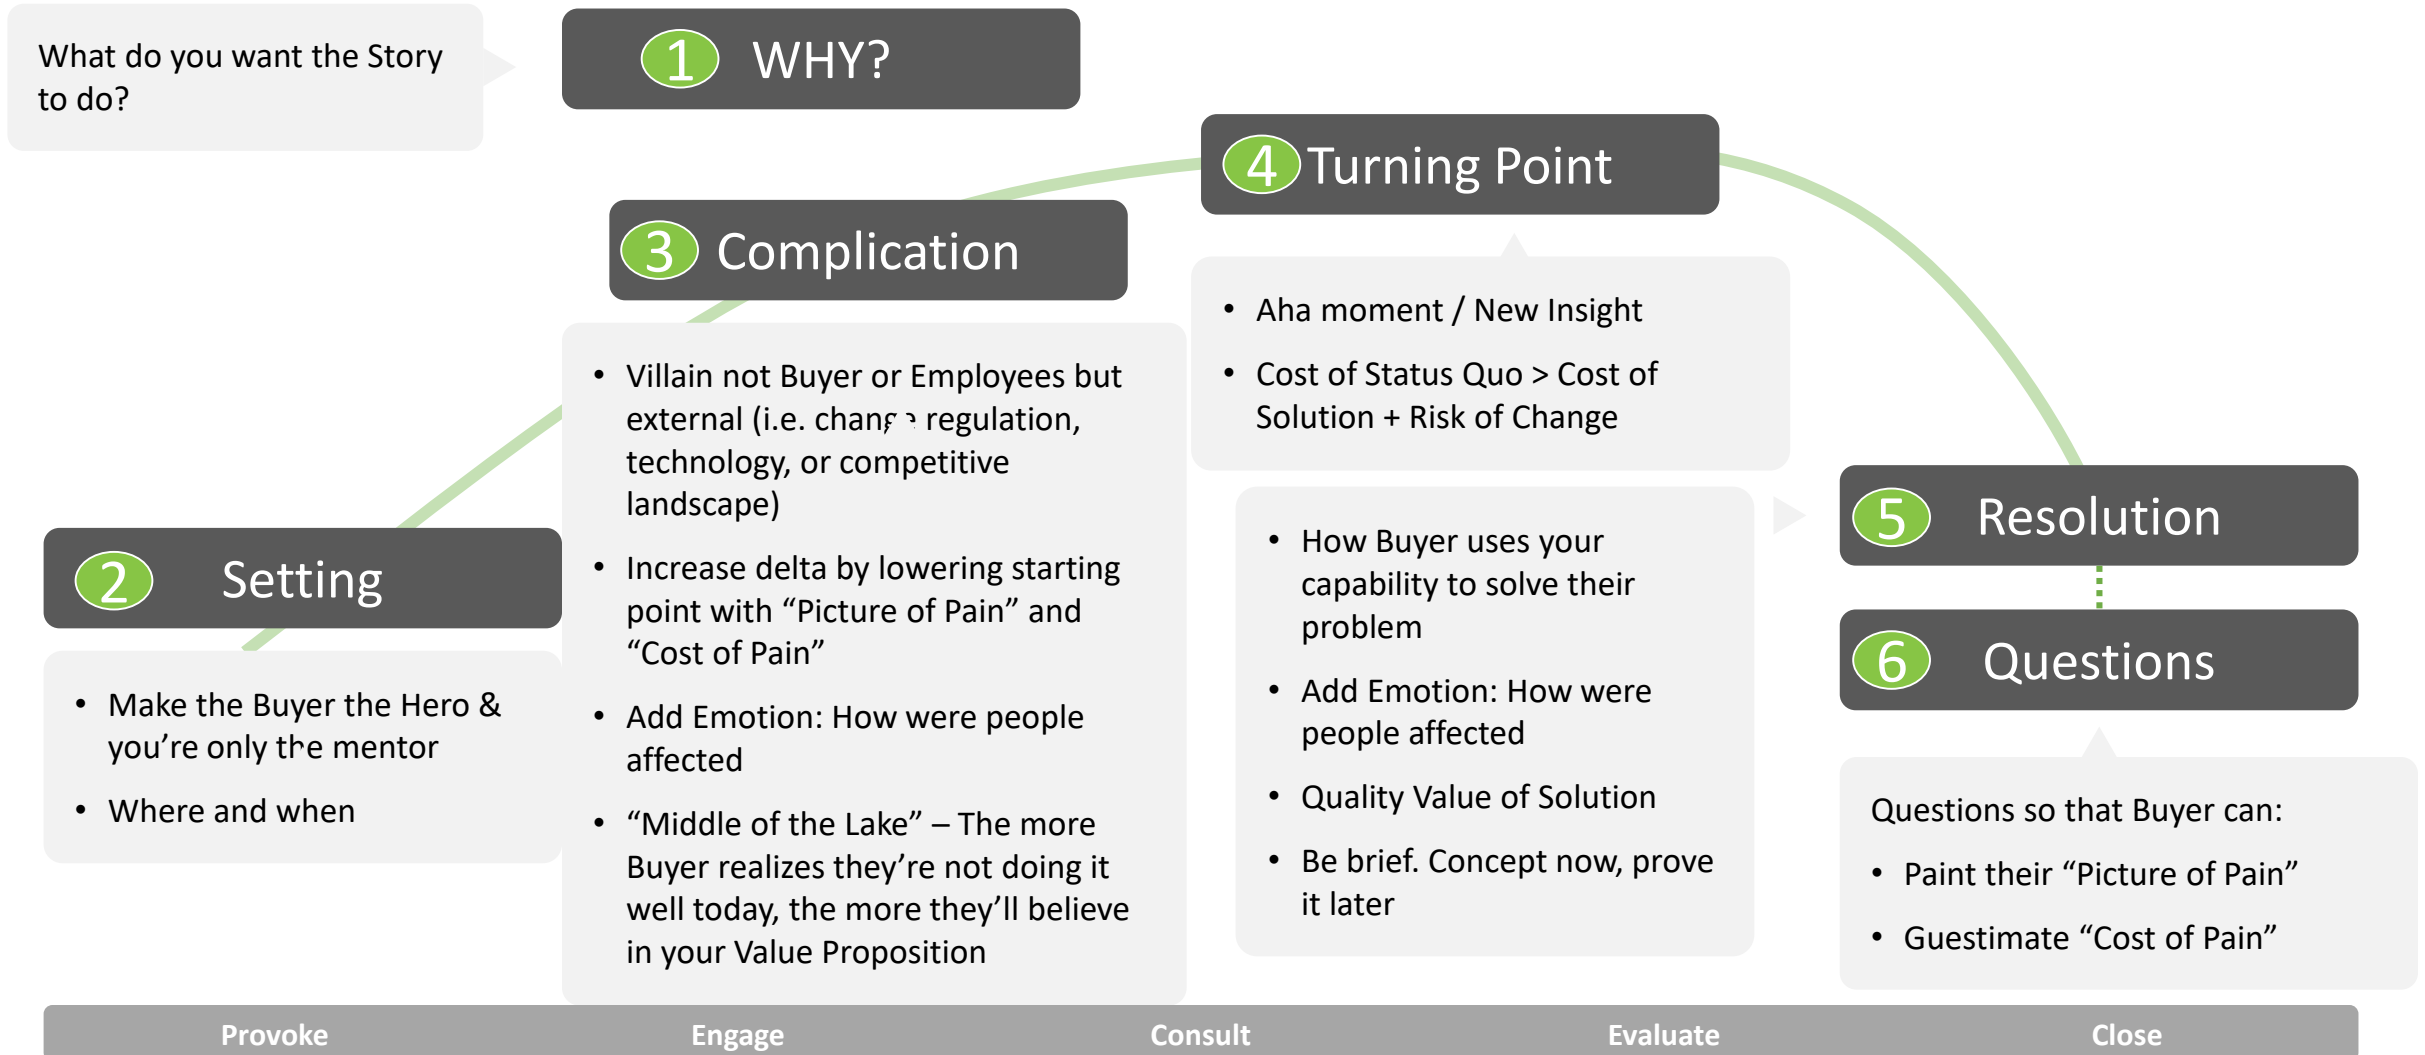 What do you want the Story
to do?
1 WHY?
2 Setting
• Make the Buyer the Hero &
you’re only the mentor
• Where and when
3 Complication
• Villain not Buyer or Employees but
external (i.e. change regulation,
technology, or competitive
landscape)
• Increase delta by lowering starting
point with “Picture of Pain” and
“Cost of Pain”
• Add Emotion: How were people
affected
• “Middle of the Lake” – The more
Buyer realizes they’re not doing it
well today, the more they’ll believe
in your Value Proposition
4 Turning Point
• Aha moment / New Insight
• Cost of Status Quo > Cost of
Solution + Risk of Change
5 Resolution
• How Buyer uses your
capability to solve their
problem
• Add Emotion: How were
people affected
• Quality Value of Solution
• Be brief. Concept now, prove
it later
6 Questions
Questions so that Buyer can:
• Paint their “Picture of Pain”
• Guestimate “Cost of Pain”
Provoke Engage Consult Evaluate Close